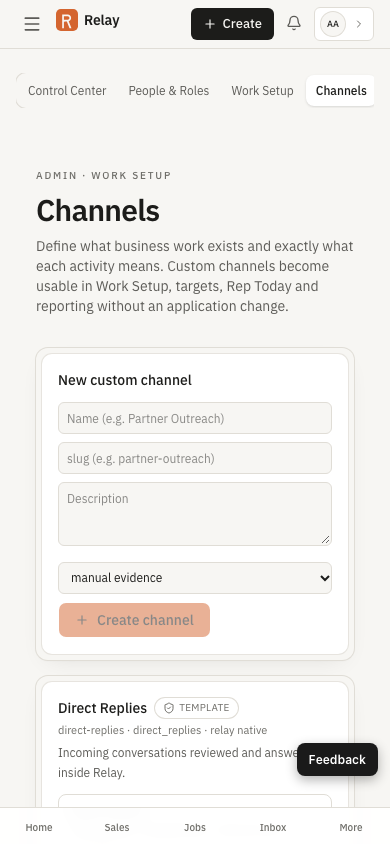 Relay
Create
AA
Control Center
People & Roles
Work Setup
Channels
ADMIN · WORK SETUP
Channels
Define what business work exists and exactly what
each activity means. Custom channels become
usable in Work Setup, targets, Rep Today and
reporting without an application change.
New custom channel
Name (e.g. Partner Outreach)
slug (e.g. partner-outreach)
Description
manual evidence
Create channel
Direct Replies
TEMPLATE
direct-replies · direct_replies · relay native
Incoming conversations reviewed and
inside Relay.
Feedback
Home
Sales
Jobs
Inbox
More